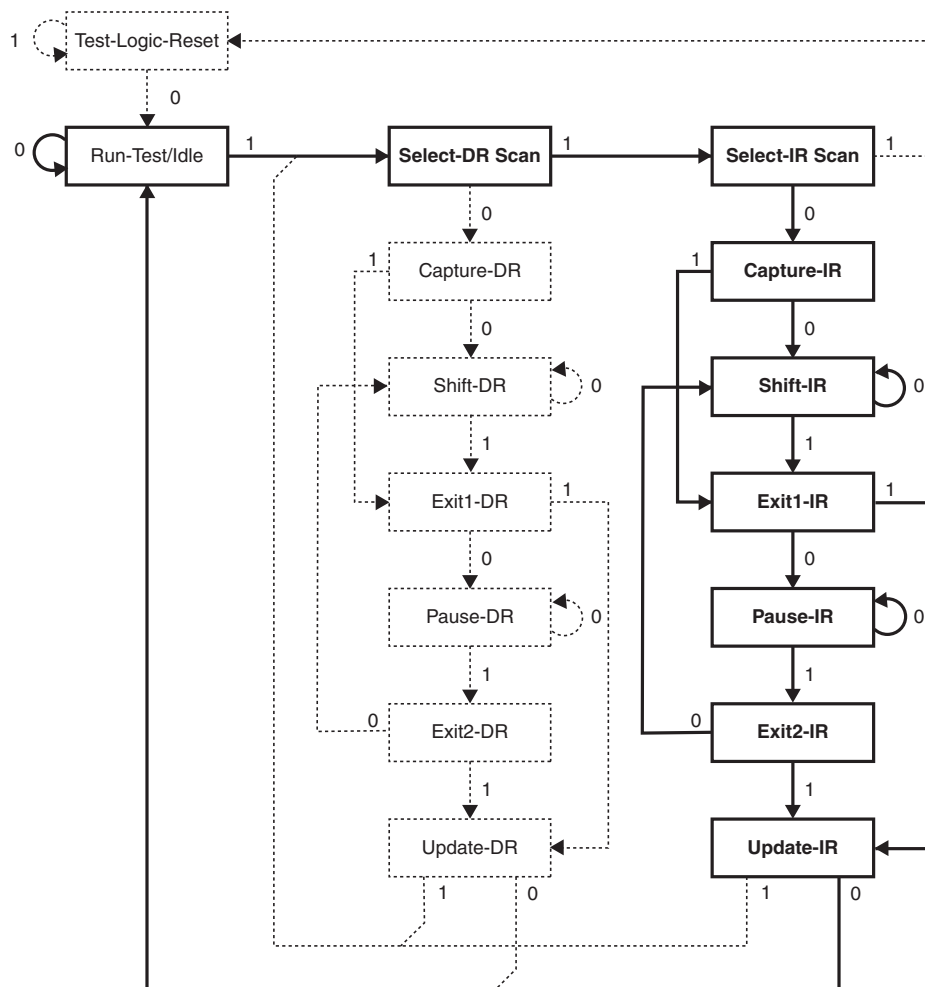 1
Test-Logic-Reset
0
0
Run-Test/Idle
1
Select-DR Scan
1
Select-IR Scan
1
0
0
1
Capture-DR
1
Capture-IR
0
0
Shift-DR
0
Shift-IR
0
1
1
Exit1-DR
1
Exit1-IR
1
0
0
Pause-DR
0
Pause-IR
0
1
1
0
Exit2-DR
0
Exit2-IR
1
1
Update-DR
Update-IR
1
0
1
0